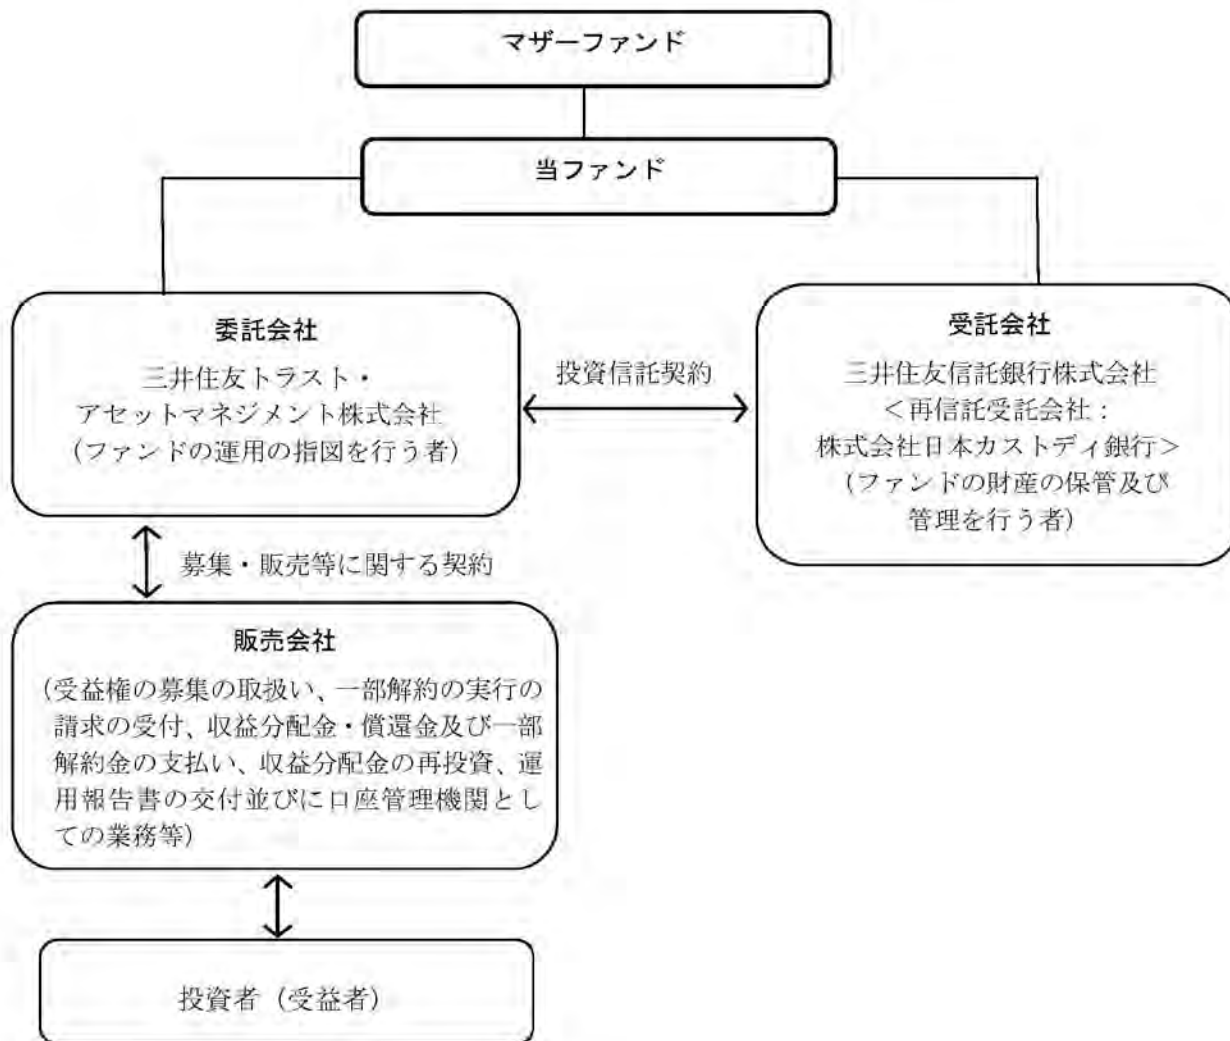 マザーファンド
当ファンド
委託会社
三井住友トラスト・
アセットマネジメント株式会社
（ファンドの運用の指図を行う者）
投資信託契約
受託会社
三井住友信託銀行株式会社
＜再信託受託会社：
株式会社日本カストディ銀行＞
（ファンドの財産の保管及び
管理を行う者）
募集・販売等に関する契約
販売会社
（受益権の募集の取扱い、一部解約の実行の
請求の受付、収益分配金・償還金及び一部
解約金の支払い、収益分配金の再投資、運
用報告書の交付並びに口座管理機関とし
ての業務等）
投資者（受益者）